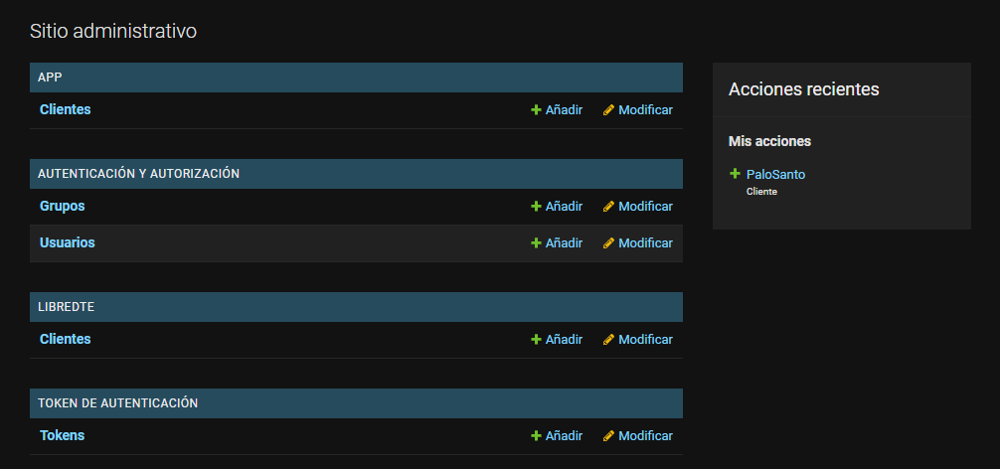 Sitio administrativo
APP
Clientes Añadir Modificar
AUTENTICACIÓN Y AUTORIZACIÓN
Grupos Añadir Modificar
Usuarios Añadir Modificar
LIBREDTE
Clientes Añadir Modificar
TOKEN DE AUTENTICACIÓN
Tokens Añadir Modificar
Acciones recientes
Mis acciones
PaloSanto
Cliente